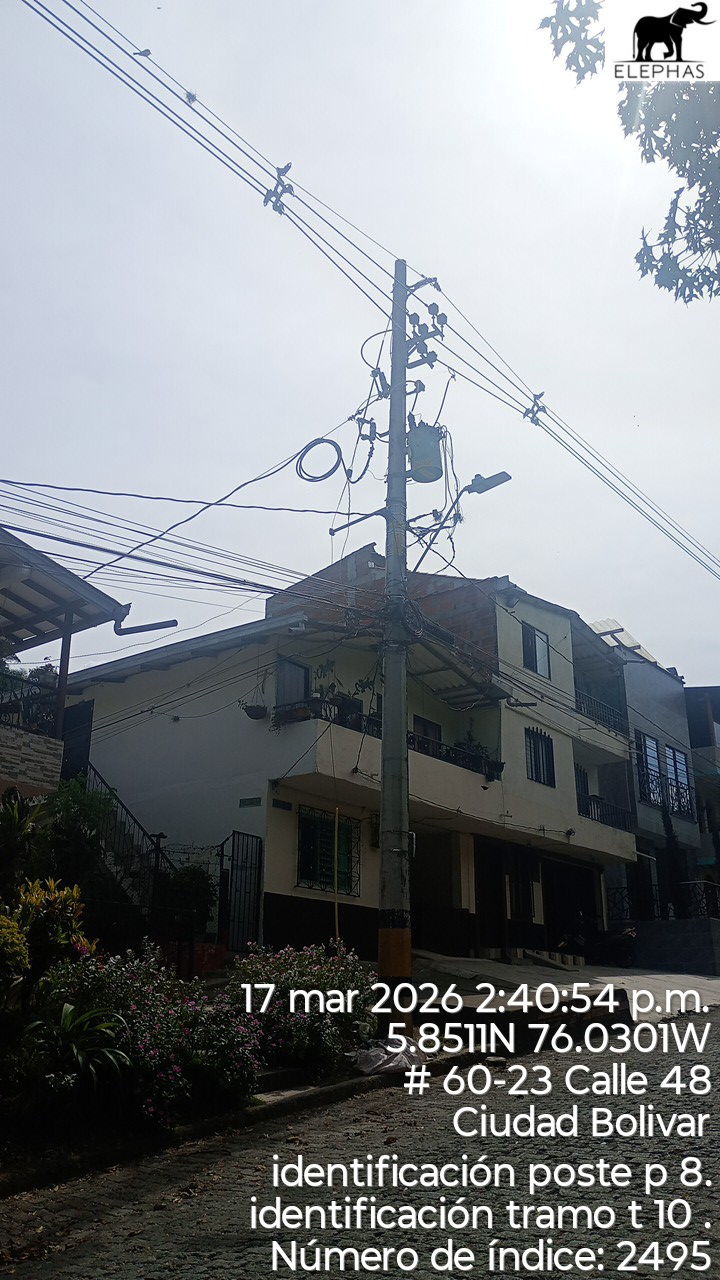 ELEPHAS
17 mar 2026 2:40:54 p.m.
5.8511N 76.0301W
# 60-23 Calle 48
Ciudad Bolivar
identificación poste p 8.
identificación tramo t 10 .
Número de índice: 2495